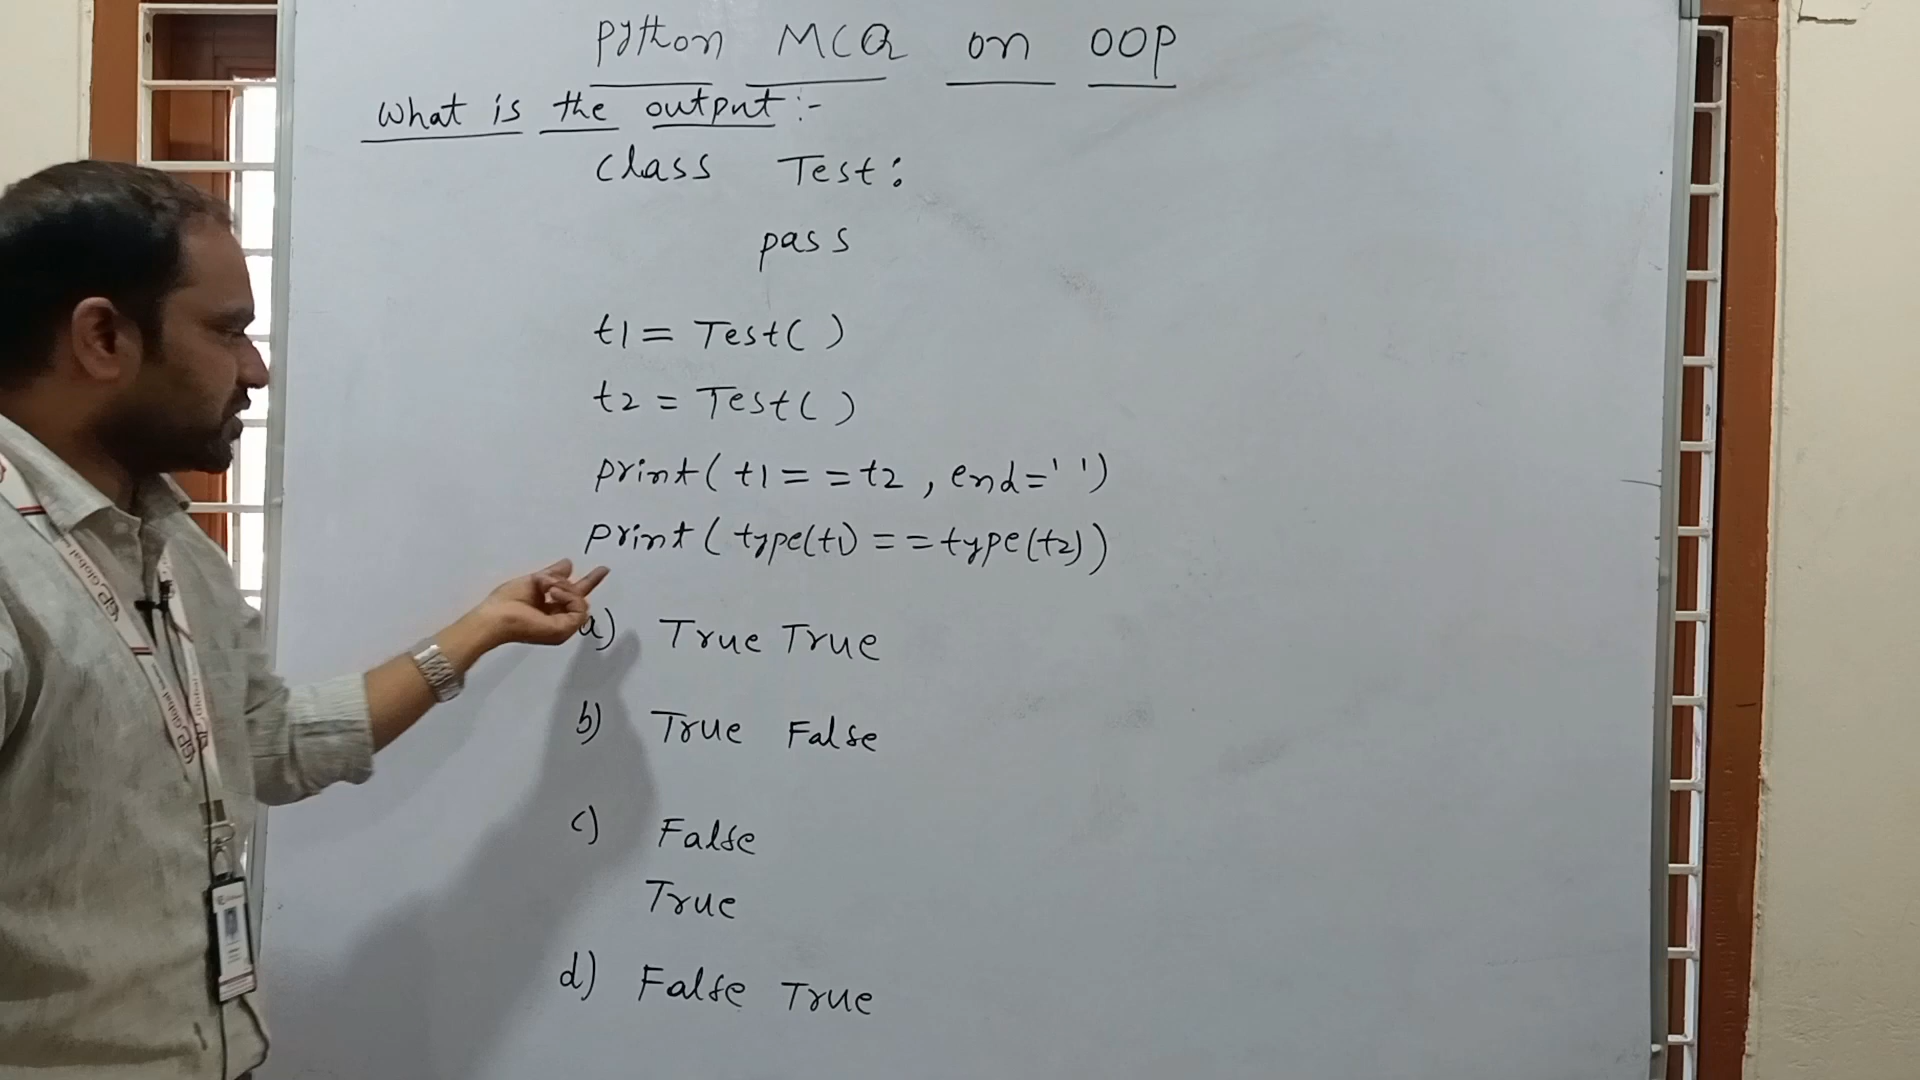 Python MCQ on OOP
What is the output:-
class Test:
pass
t1 = Test( )
t2 = Test( )
print( t1 = = t2 , end=' ')
print( type(t1) = = type(t2))
a) True True
b) True False
c) False
True
d) False True